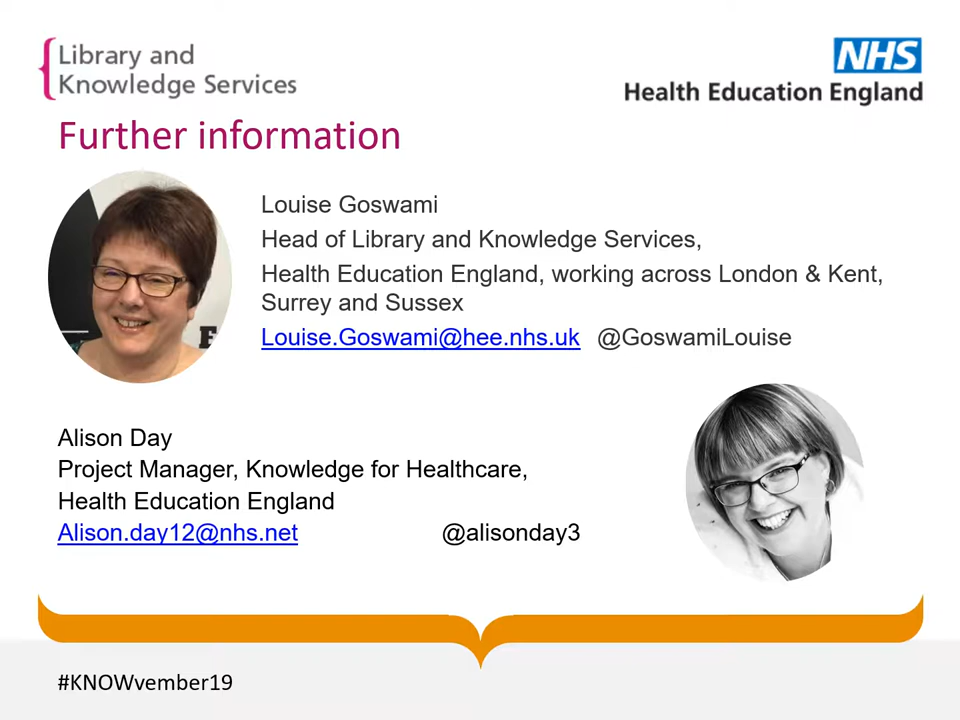 Library and
Knowledge Services
NHS
Health Education England
Further information
Louise Goswami
Head of Library and Knowledge Services,
Health Education England, working across London & Kent,
Surrey and Sussex
Louise.Goswami@hee.nhs.uk @GoswamiLouise
Alison Day
Project Manager, Knowledge for Healthcare,
Health Education England
Alison.day12@nhs.net @alisonday3
#KNOWvember19